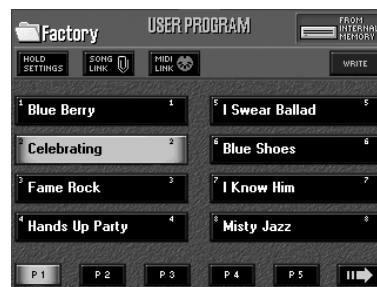 Factory
USER PROGRAM
FROM
INTERNAL
MEMORY
HOLD
SETTINGS
SONG
LINK
MIDI
LINK
WRITE
1 Blue Berry 1
5 I Swear Ballad 5
2 Celebrating 2
6 Blue Shoes 6
3 Fame Rock 3
7 I Know Him 7
4 Hands Up Party 4
8 Misty Jazz 8
P 1 P 2 P 3 P 4 P 5